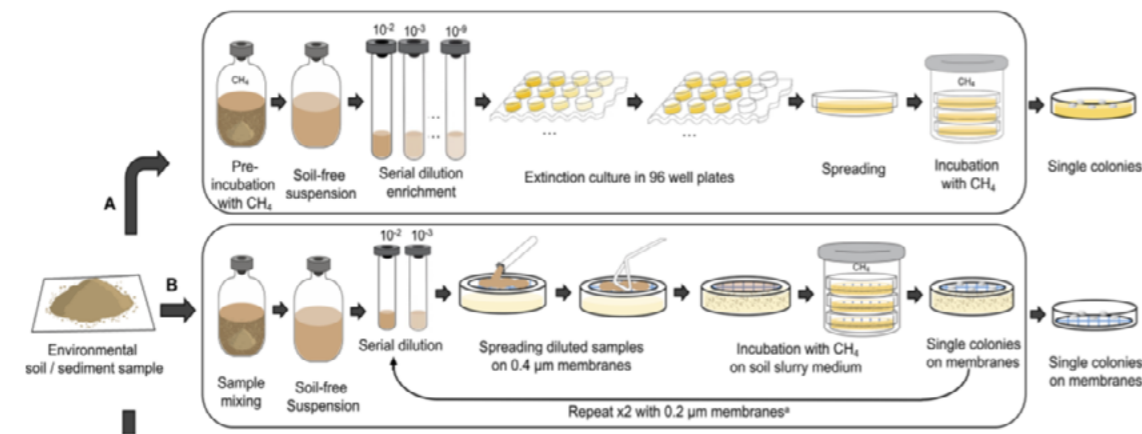 10-2 10-3 10-9
CH4
CH4
...
...
...
...
Pre-
incubation
with CH4
Soil-free
suspension
Serial dilution
enrichment
Extinction culture in 96 well plates
Spreading
Incubation
with CH4
Single colonies
A
10-2 10-3
CH4
B
Environmental
soil / sediment sample
Sample
mixing
Soil-free
Suspension
Serial dilution
Spreading diluted samples
on 0.4 μm membranes
Incubation with CH4
on soil slurry medium
Single colonies
on membranes
Single colonies
on membranes
Repeat x2 with 0.2 μm membranesª